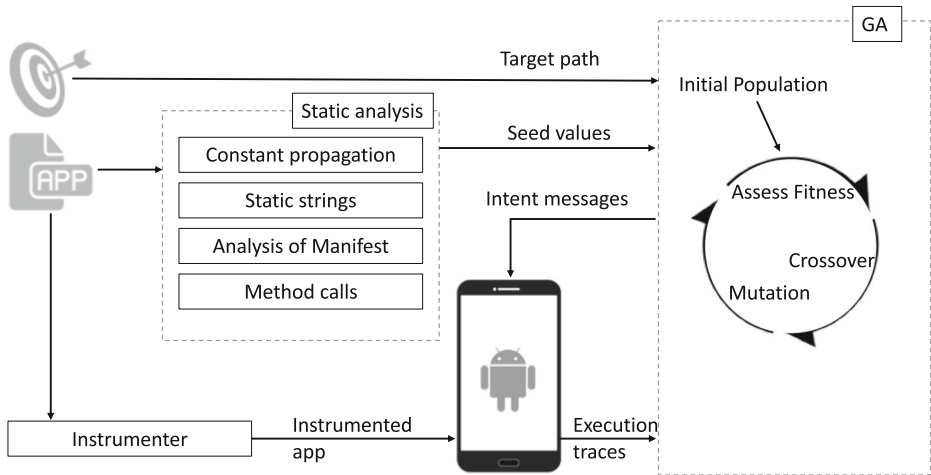 GA
Target path
Initial Population
Static analysis
Seed values
Constant propagation
APP
Static strings
Assess Fitness
Intent messages
Analysis of Manifest
Crossover
Method calls
Mutation
Instrumenter
Instrumented
app
Execution
traces